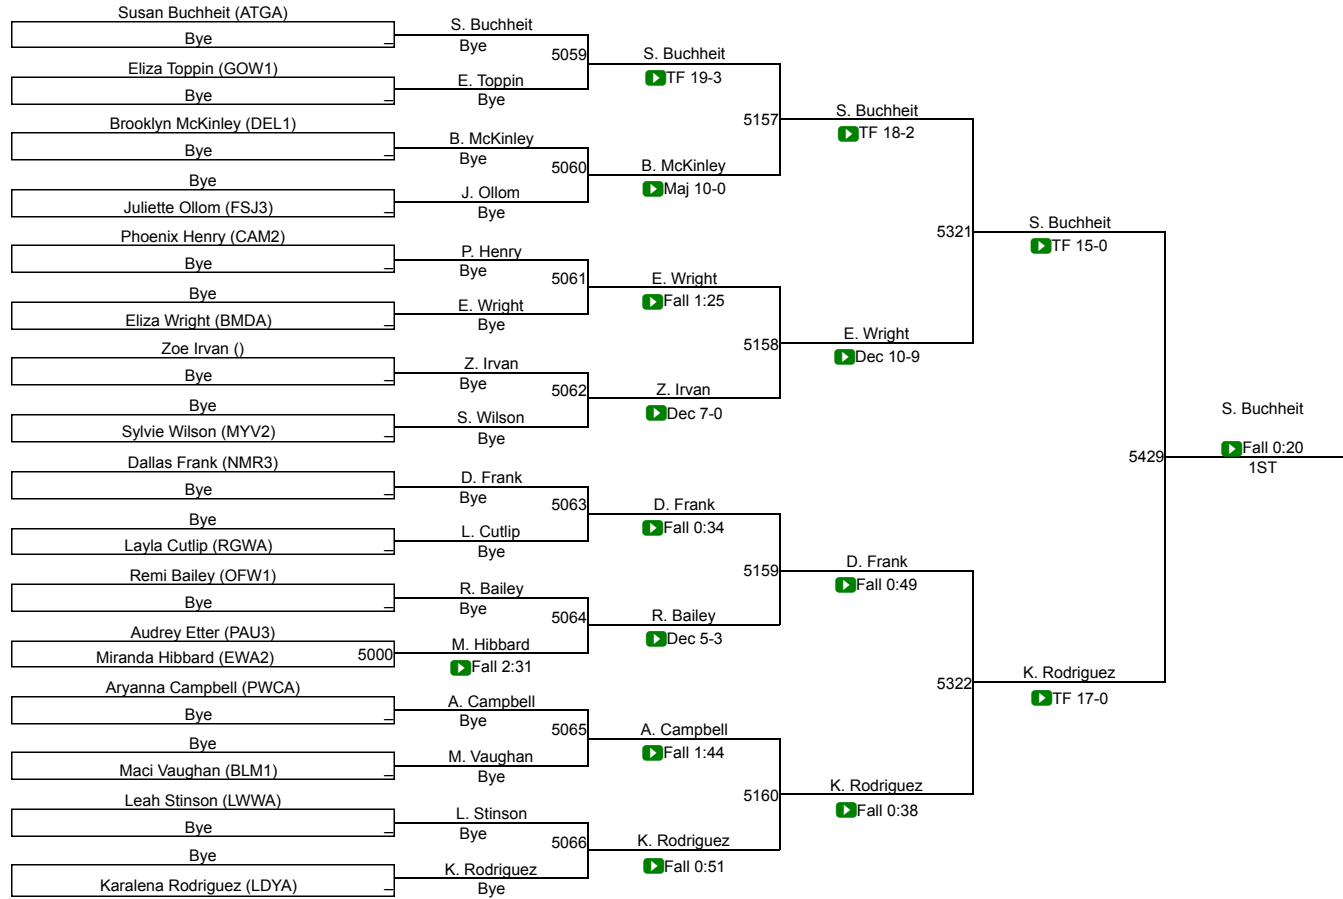 Susan Buchheit (ATGA)
Bye
Eliza Toppin (GOW1)
Bye
Brooklyn McKinley (DEL1)
Bye
Bye
Juliette Ollom (FSJ3)
Phoenix Henry (CAM2)
Bye
Bye
Eliza Wright (BMDA)
Zoe Irvan ()
Bye
Bye
Sylvie Wilson (MYV2)
Dallas Frank (NMR3)
Bye
Bye
Layla Cutlip (RGWA)
Remi Bailey (OFW1)
Bye
Audrey Etter (PAU3)
Miranda Hibbard (EWA2)
5000
Aryanna Campbell (PWCA)
Bye
Bye
Maci Vaughan (BLM1)
Leah Stinson (LWWA)
Bye
Bye
Karalena Rodriguez (LDYA)
S. Buchheit
Bye
5059
E. Toppin
Bye
B. McKinley
Bye
5060
J. Ollom
Bye
P. Henry
Bye
5061
E. Wright
Bye
Z. Irvan
Bye
5062
S. Wilson
Bye
D. Frank
Bye
5063
L. Cutlip
Bye
R. Bailey
Bye
5064
M. Hibbard
Fall 2:31
A. Campbell
Bye
5065
M. Vaughan
Bye
L. Stinson
Bye
5066
K. Rodriguez
Bye
S. Buchheit
TF 19-3
5157
B. McKinley
Maj 10-0
E. Wright
Fall 1:25
5158
Z. Irvan
Dec 7-0
D. Frank
Fall 0:34
5159
R. Bailey
Dec 5-3
A. Campbell
Fall 1:44
5160
K. Rodriguez
Fall 0:51
S. Buchheit
TF 18-2
5321
E. Wright
Dec 10-9
D. Frank
Fall 0:49
5322
K. Rodriguez
Fall 0:38
S. Buchheit
TF 15-0
5429
K. Rodriguez
TF 17-0
S. Buchheit
Fall 0:20
1ST